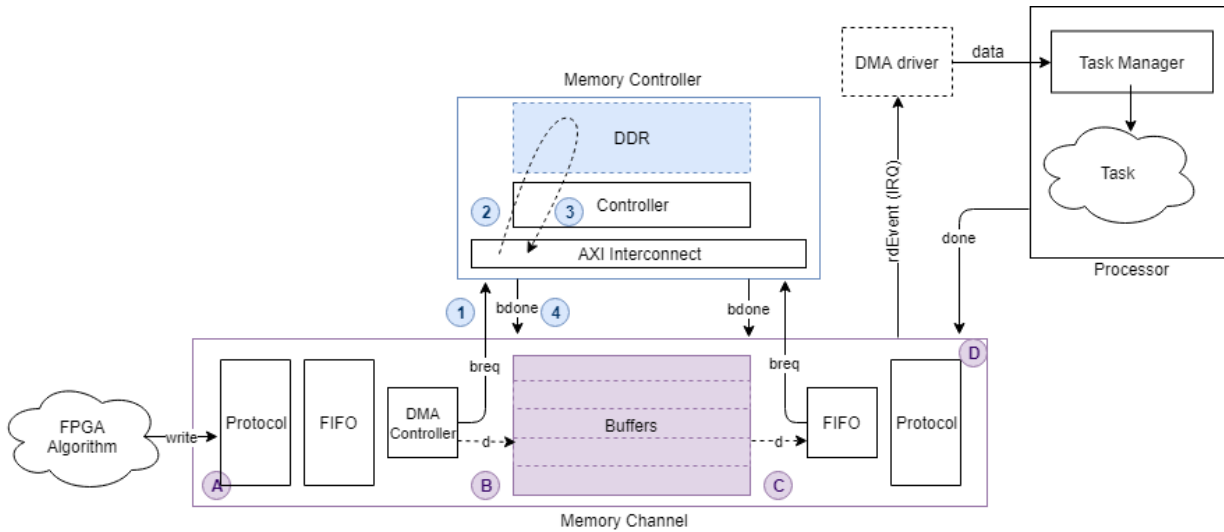 Memory Controller
DDR
2
3
Controller
AXI Interconnect
1
bdone
4
bdone
breq
breq
DMA driver
data
Task Manager
Task
Processor
rdEvent (IRQ)
done
FPGA
Algorithm
write
Protocol
FIFO
DMA
Controller
d
Buffers
d
FIFO
Protocol
A
B
C
D
Memory Channel